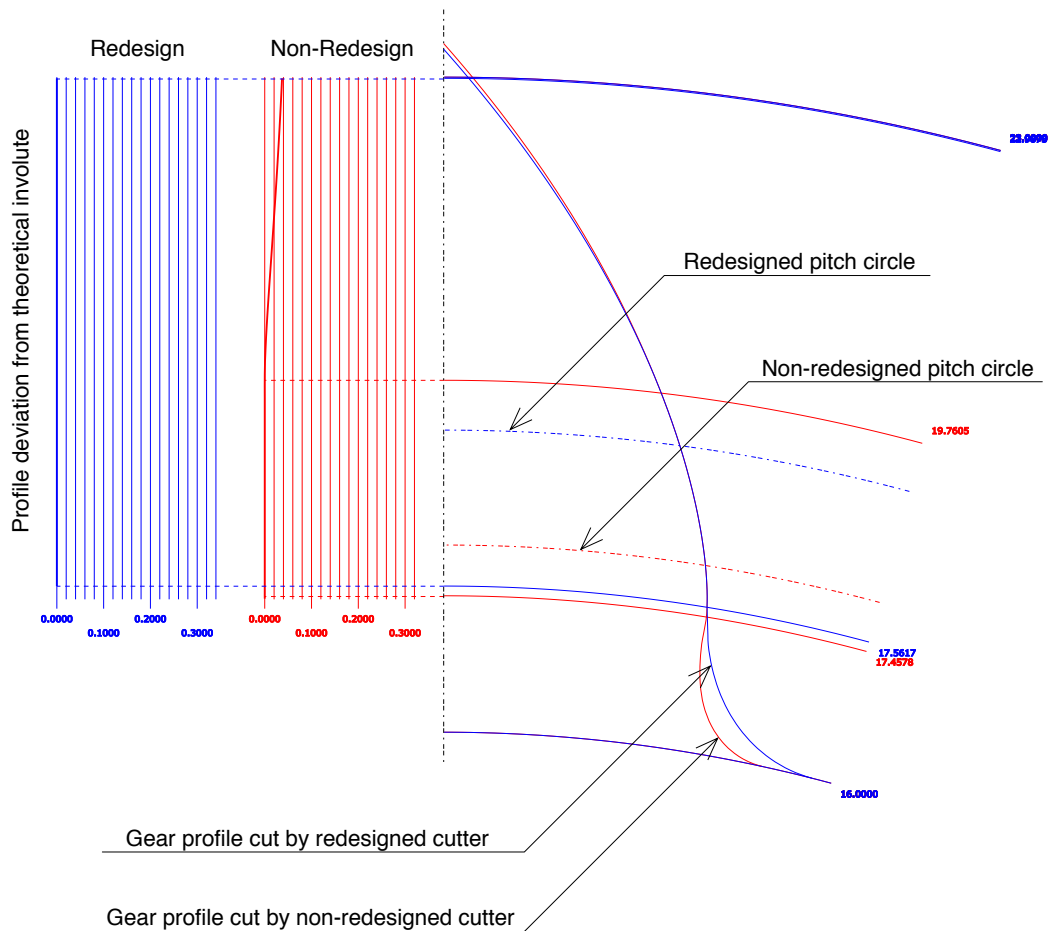 Redesign
Non-Redesign
Profile deviation from theoretical involute
Redesigned pitch circle
Non-redesigned pitch circle
19.7605
0.0000
0.1000
0.2000
0.3000
0.0000
0.1000
0.2000
0.3000
17.5617
17.4578
16.0000
Gear profile cut by redesigned cutter
Gear profile cut by non-redesigned cutter